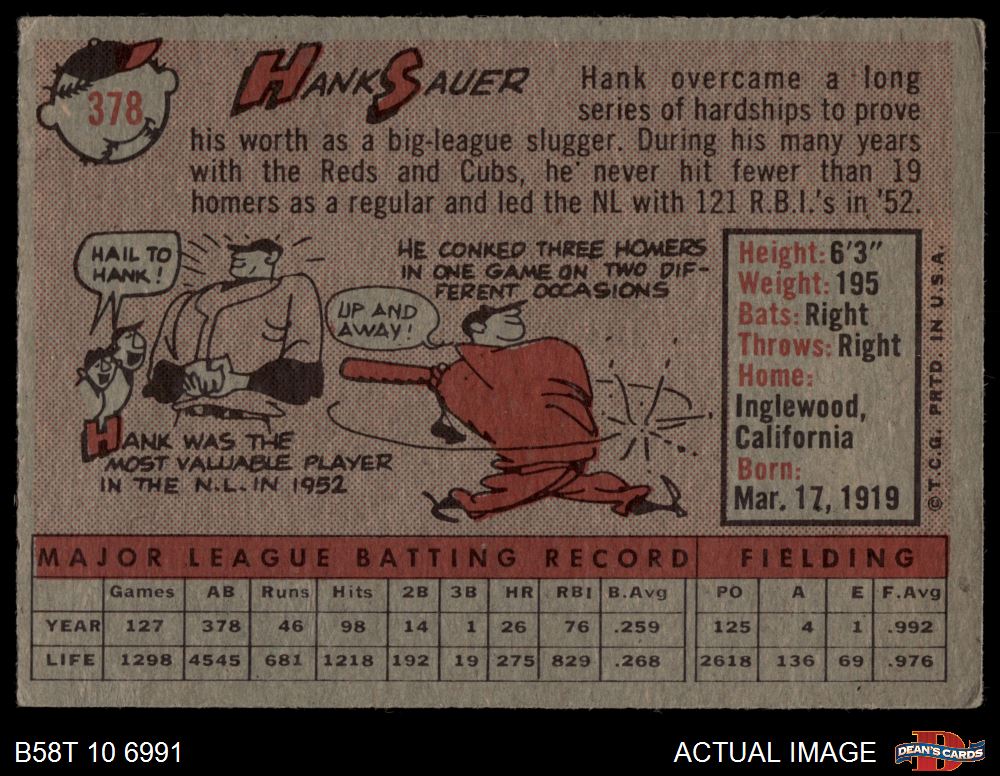 378
HANK SAUER
Hank overcame a long
series of hardships to prove
his worth as a big-league slugger. During his many years
with the Reds and Cubs, he never hit fewer than 19
homers as a regular and led the NL with 121 R.B.I.'s in '52.
HAIL TO
HANK!
HANK WAS THE
MOST VALUABLE PLAYER
IN THE N.L. IN 1952
HE CONKED THREE HOMERS
IN ONE GAME ON TWO DIF-
FERENT OCCASIONS
UP AND
AWAY!
Height: 6'3"
Weight: 195
Bats: Right
Throws: Right
Home:
Inglewood,
California
Born:
Mar. 17, 1919
© T.C.G. PRTD. IN U.S.A.
MAJOR LEAGUE BATTING RECORD FIELDING
Games AB Runs Hits 2B 3B HR RBI B.Avg PO A E F.Avg
YEAR 127 378 46 98 14 1 26 76 .259 125 4 1 .992
LIFE 1298 4545 681 1218 192 19 275 829 .268 2618 136 69 .976
B58T 10 6991 ACTUAL IMAGE DEAN'S CARDS